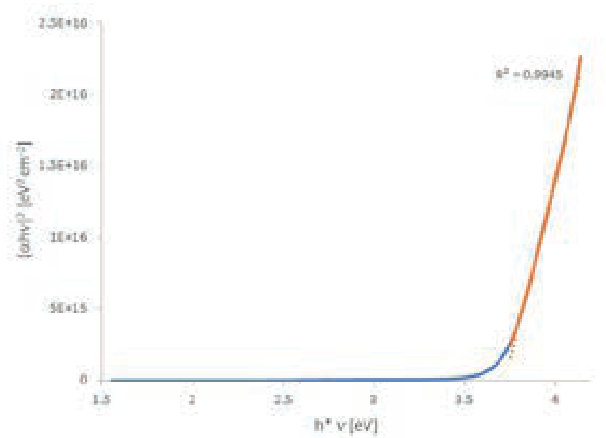 2.5E+16
R² = 0.9945
2E+16
1.5E+16
(αhν)² [eV² cm⁻²]
1E+16
5E+15
0
1.5 2 2.5 3 3.5 4
h* ν [eV]